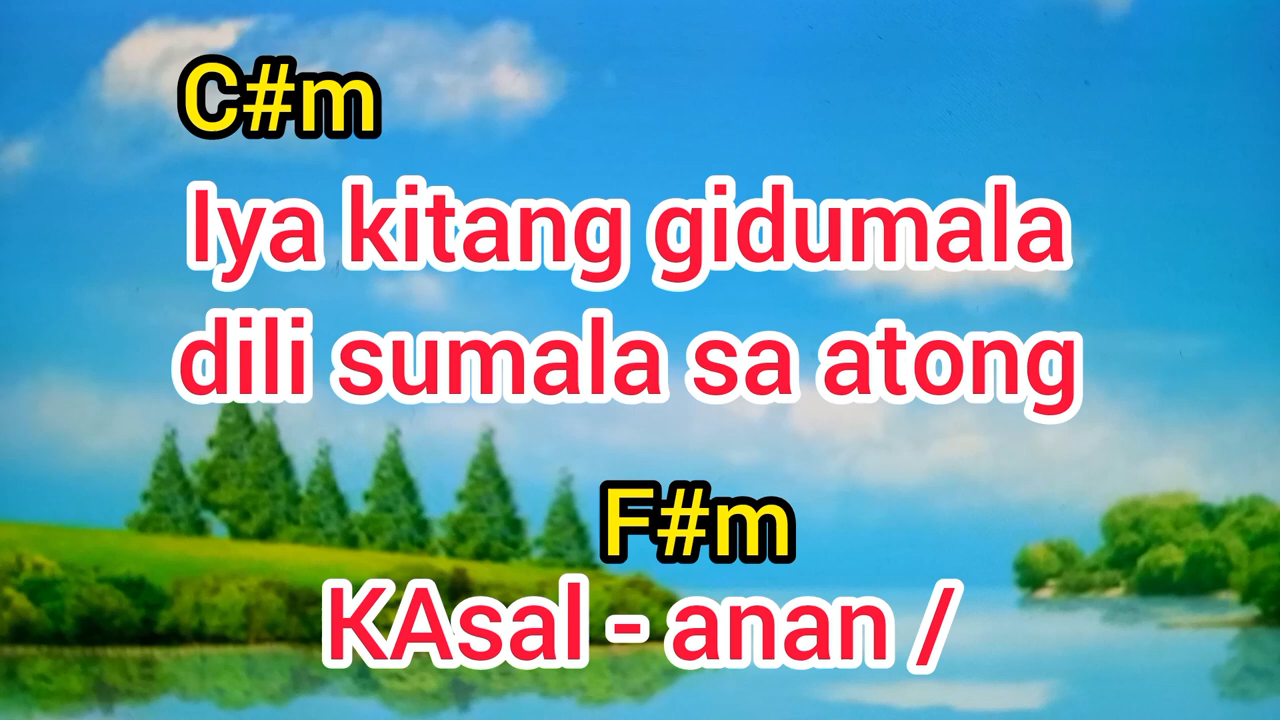 C#m
Iya kitang gidumala
dili sumala sa atong
F#m
KAsal - anan /